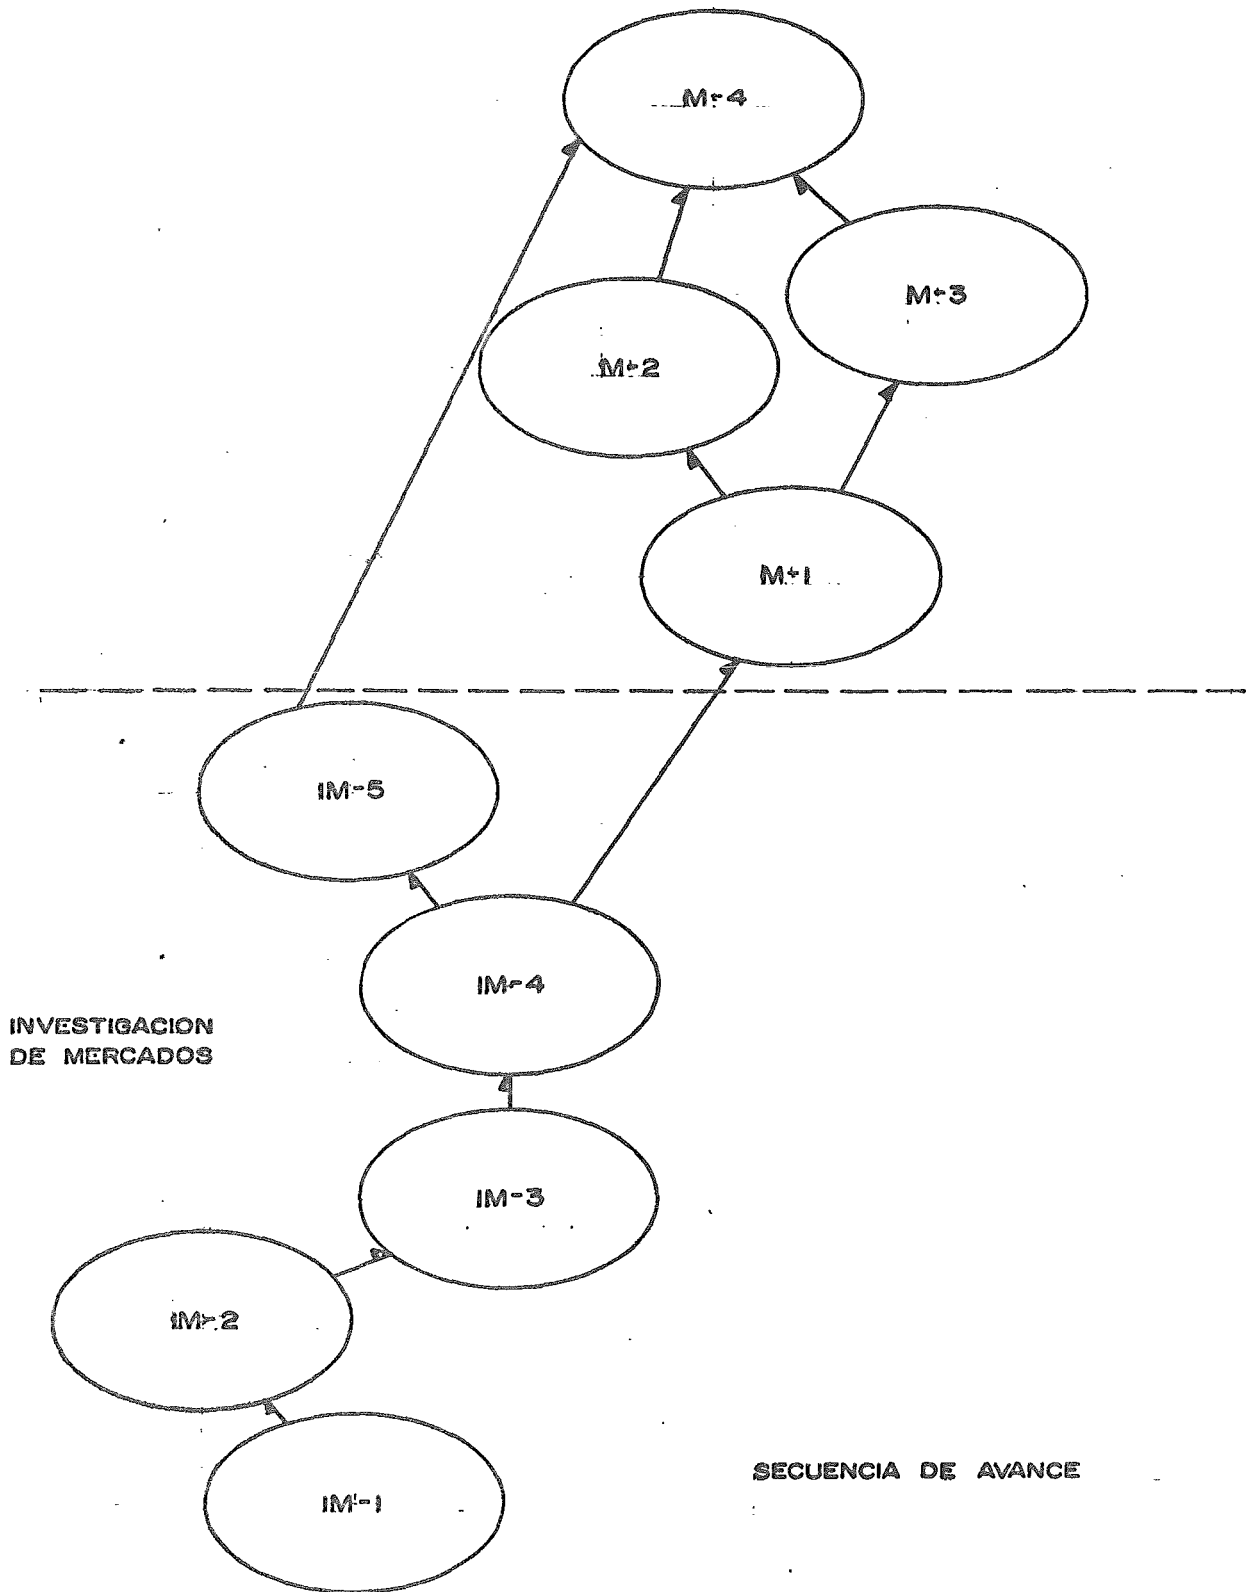 M-4
M-3
M-2
M-1
IM-5
IM-4
INVESTIGACION
DE MERCADOS
IM-3
IM-2
SECUENCIA DE AVANCE
IM-1